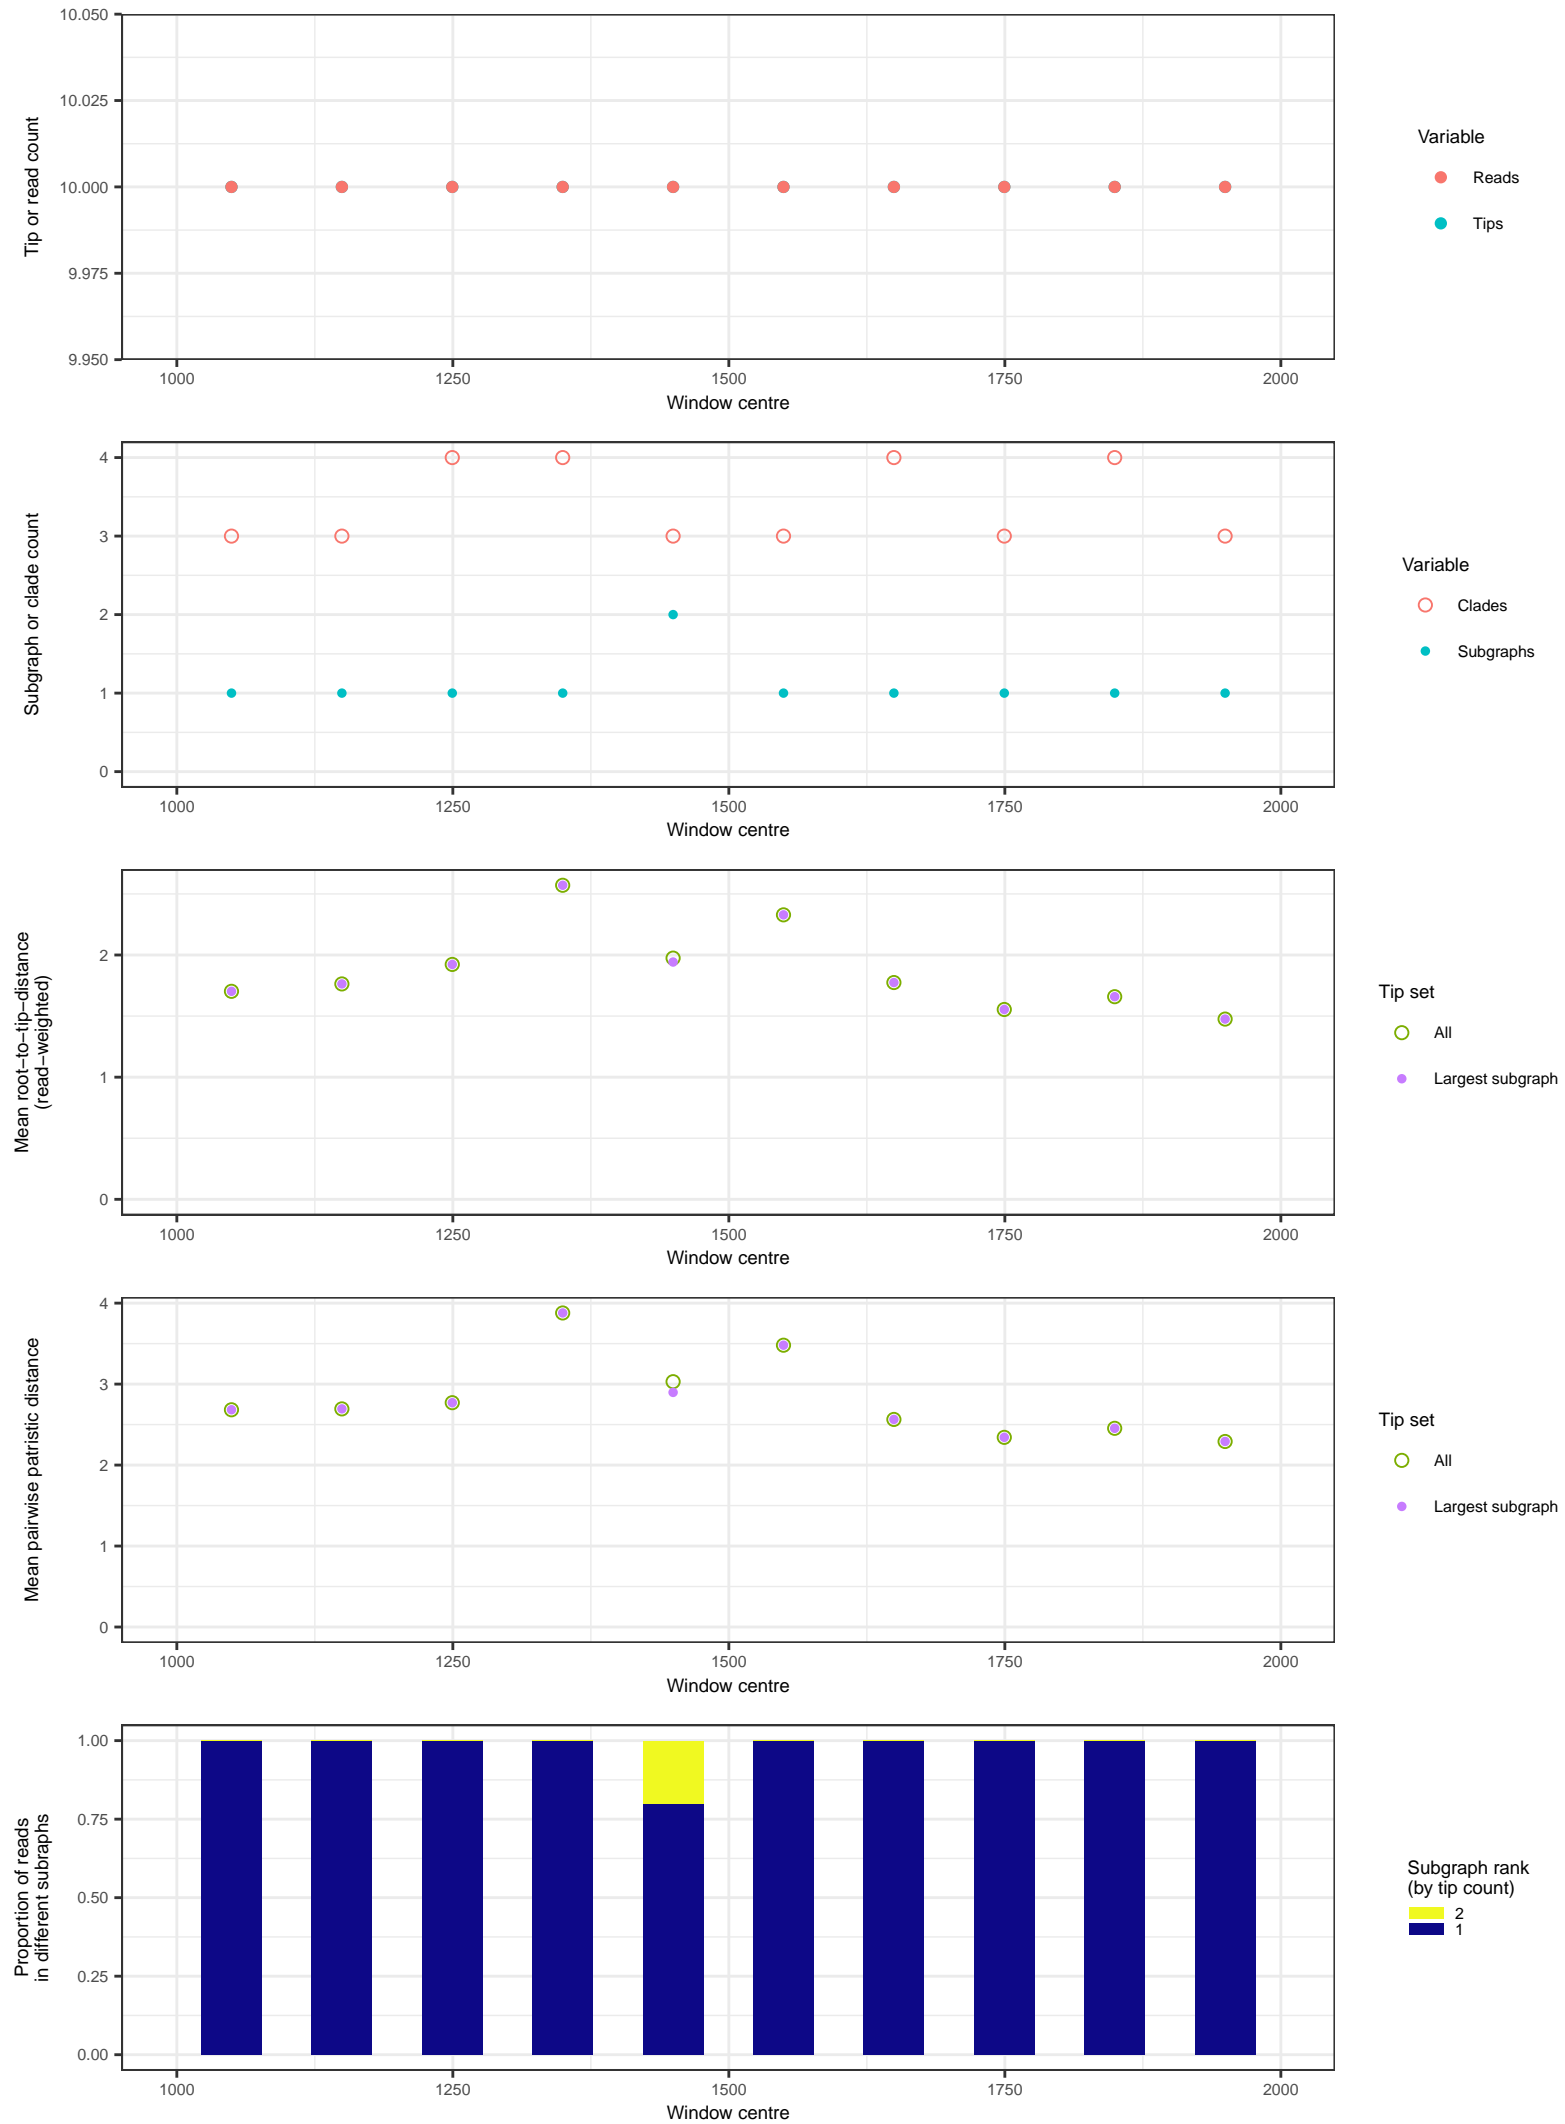 10.050
10.025
10.000
9.975
9.950
Tip or read count
1000 1250 1500 1750 2000
Window centre
Variable
Reads
Tips
4
3
2
1
0
Subgraph or clade count
1000 1250 1500 1750 2000
Window centre
Variable
Clades
Subgraphs
2
1
0
Mean root−to−tip−distance
(read−weighted)
1000 1250 1500 1750 2000
Window centre
Tip set
All
Largest subgraph
4
3
2
1
0
Mean pairwise patristic distance
1000 1250 1500 1750 2000
Window centre
Tip set
All
Largest subgraph
1.00
0.75
0.50
0.25
0.00
Proportion of reads
in different subraphs
1000 1250 1500 1750 2000
Window centre
Subgraph rank
(by tip count)
2
1